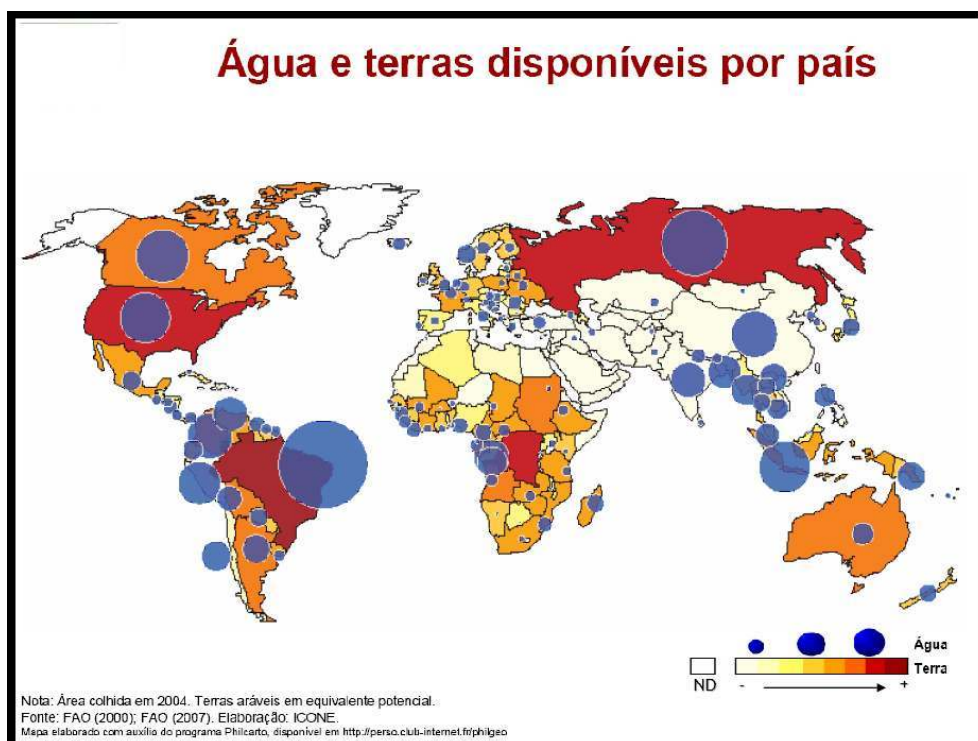 Água e terras disponíveis por país
Água
Terra
ND
- +
Nota: Área colhida em 2004. Terras aráveis em equivalente potencial.
Fonte: FAO (2000); FAO (2007). Elaboração: ICONE.
Mapa elaborado com auxílio do programa Philcarto, disponível em http://perso.club-internet.fr/philgeo